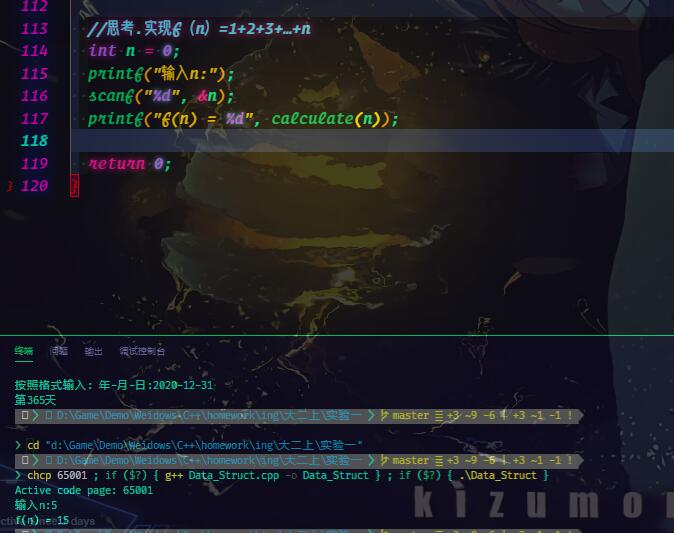 112
113 //思考.实现f（n）=1+2+3+…+n
114 int n = 0;
115 printf("输入n:");
116 scanf("%d", &n);
117 printf("f(n) = %d", calculate(n));
118
119 return 0;
} 120 }
终端 问题 输出 调试控制台
按照格式输入: 年-月-日:2020-12-31
第365天
D:\Game\Demo\Weidows\C++\homework\ing\大二上\实验一 master ≡ +3 ~9 -6 | +3 ~1 -1 !
cd "d:\Game\Demo\Weidows\C++\homework\ing\大二上\实验一"
D:\Game\Demo\Weidows\C++\homework\ing\大二上\实验一 master ≡ +3 ~9 -6 | +3 ~1 -1 !
chcp 65001 ; if ($?) { g++ Data_Struct.cpp -o Data_Struct } ; if ($?) { .\Data_Struct }
Active code page: 65001
输入n:5
f(n) = 15
days
kizumo